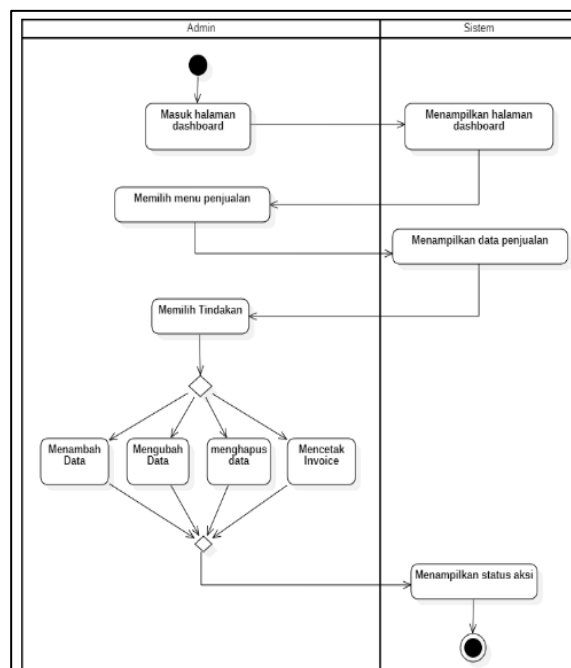 Admin
Sistem
Masuk halaman
dashboard
Menampilkan halaman
dashboard
Memilih menu penjualan
Menampilkan data penjualan
Memilih Tindakan
Menambah
Data
Mengubah
Data
menghapus
data
Mencetak
Invoice
Menampilkan status aksi